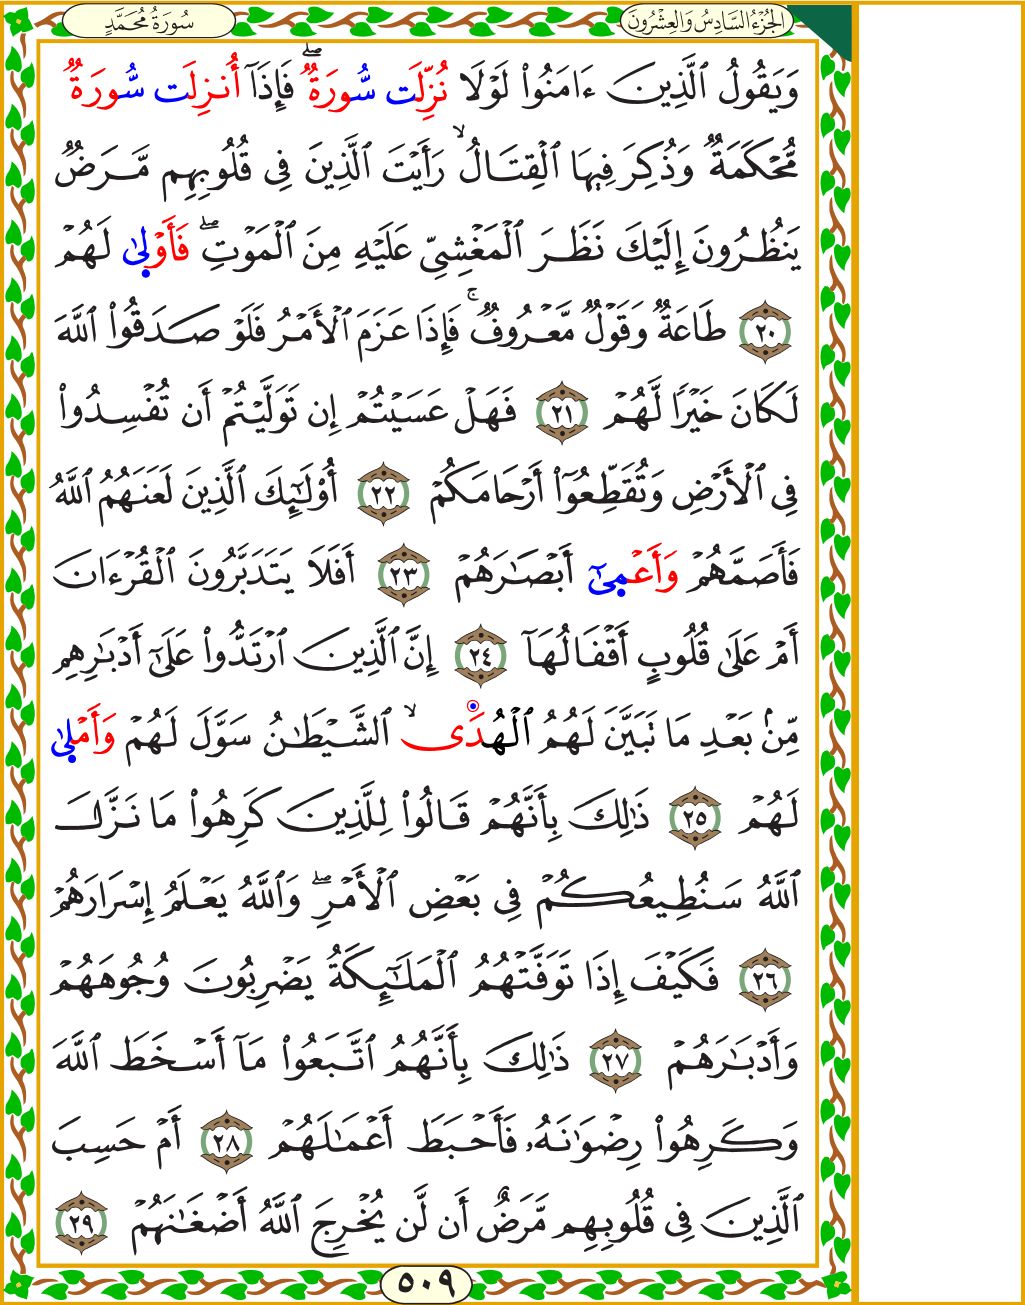 الجُزْءُ السَّادِسُ وَالعِشْرُونَ
سُورَةُ مُحَمَّدٍ
وَيَقُولُ ٱلَّذِينَ ءَامَنُوا۟ لَوْلَا نُزِّلَت سُّورَةٌۖ فَإِذَآ أُنزِلَت سُّورَةٌ
مُّحْكَمَةٌ وَذُكِرَ فِيهَا ٱلْقِتَالُۙ رَأَيْتَ ٱلَّذِينَ فِى قُلُوبِهِم مَّرَضٌ
يَنظُرُونَ إِلَيْكَ نَظَرَ ٱلْمَغْشِىِّ عَلَيْهِ مِنَ ٱلْمَوْتِۖ فَأَوْلىٰ لَهُمْ
٢٠ طَاعَةٌ وَقَوْلٌ مَّعْرُوفٌۚ فَإِذَا عَزَمَ ٱلْأَمْرُ فَلَوْ صَدَقُوا۟ ٱللَّهَ
لَكَانَ خَيْرًا لَّهُمْ ٢١ فَهَلْ عَسَيْتُمْ إِن تَوَلَّيْتُمْ أَن تُفْسِدُوا۟
فِى ٱلْأَرْضِ وَتُقَطِّعُوٓا۟ أَرْحَامَكُمْ ٢٢ أُو۟لَٰٓئِكَ ٱلَّذِينَ لَعَنَهُمُ ٱللَّهُ
فَأَصَمَّهُمْ وَأَعْمىٰٓ أَبْصَٰرَهُمْ ٢٣ أَفَلَا يَتَدَبَّرُونَ ٱلْقُرْءَانَ
أَمْ عَلَىٰ قُلُوبٍ أَقْفَالُهَآ ٢٤ إِنَّ ٱلَّذِينَ ٱرْتَدُّوا۟ عَلَىٰٓ أَدْبَٰرِهِم
مِّنۢ بَعْدِ مَا تَبَيَّنَ لَهُمُ ٱلْهُدَىۙ ٱلشَّيْطَٰنُ سَوَّلَ لَهُمْ وَأَمْلىٰ
لَهُمْ ٢٥ ذَٰلِكَ بِأَنَّهُمْ قَالُوا۟ لِلَّذِينَ كَرِهُوا۟ مَا نَزَّلَ
ٱللَّهُ سَنُطِيعُكُمْ فِى بَعْضِ ٱلْأَمْرِۖ وَٱللَّهُ يَعْلَمُ إِسْرَارَهُمْ
٢٦ فَكَيْفَ إِذَا تَوَفَّتْهُمُ ٱلْمَلَٰٓئِكَةُ يَضْرِبُونَ وُجُوهَهُمْ
وَأَدْبَٰرَهُمْ ٢٧ ذَٰلِكَ بِأَنَّهُمُ ٱتَّبَعُوا۟ مَآ أَسْخَطَ ٱللَّهَ
وَكَرِهُوا۟ رِضْوَٰنَهُۥ فَأَحْبَطَ أَعْمَٰلَهُمْ ٢٨ أَمْ حَسِبَ
ٱلَّذِينَ فِى قُلُوبِهِم مَّرَضٌ أَن لَّن يُخْرِجَ ٱللَّهُ أَضْغَٰنَهُمْ ٢٩
٥٠٩